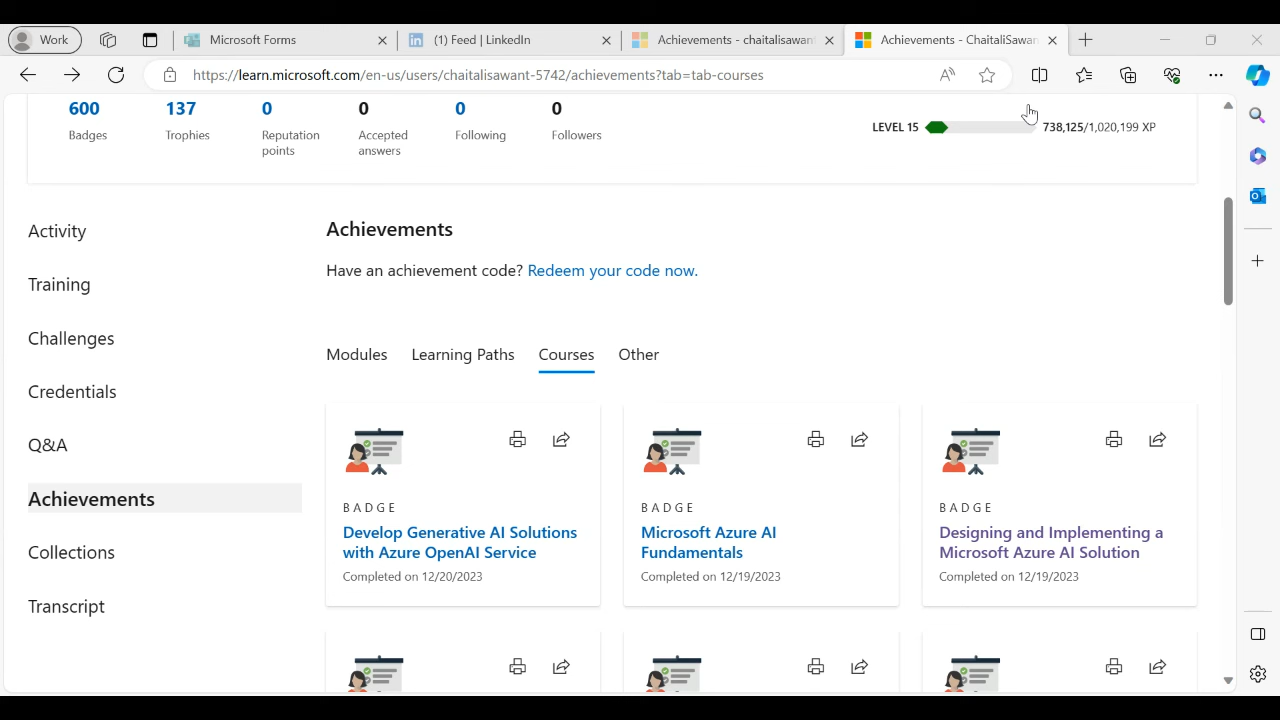 Work
Microsoft Forms
(1) Feed | LinkedIn
Achievements - chaitalisawant
Achievements - ChaitaliSawan
https://learn.microsoft.com/en-us/users/chaitalisawant-5742/achievements?tab=tab-courses
600 137 0 0 0 0
Badges Trophies Reputation points Accepted answers Following Followers
LEVEL 15 738,125/1,020,199 XP
Activity
Training
Challenges
Credentials
Q&A
Achievements
Collections
Transcript
Achievements
Have an achievement code? Redeem your code now.
Modules Learning Paths Courses Other
BADGE
Develop Generative AI Solutions
with Azure OpenAI Service
Completed on 12/20/2023
BADGE
Microsoft Azure AI
Fundamentals
Completed on 12/19/2023
BADGE
Designing and Implementing a
Microsoft Azure AI Solution
Completed on 12/19/2023